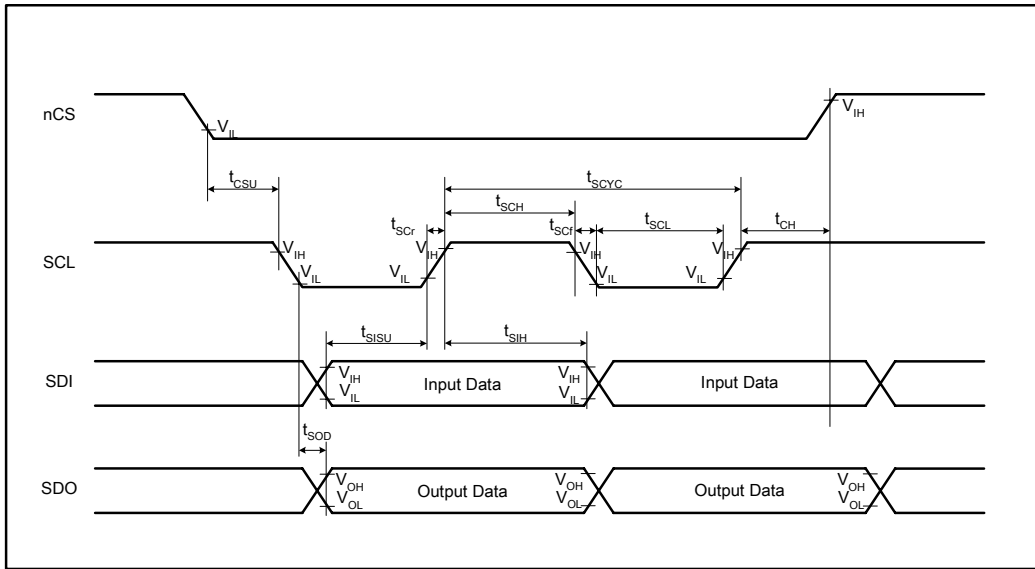 nCS
V_IL
V_IH
t_CSU
t_SCYC
t_SCH
t_SCr
t_SCf
t_SCL
t_CH
SCL
V_IH
V_IL
V_IL
V_IH
V_IH
V_IL
V_IL
V_IH
t_SISU
t_SIH
SDI
V_IH
V_IL
Input Data
V_IH
V_IL
Input Data
t_SOD
SDO
V_OH
V_OL
Output Data
V_OH
V_OL
Output Data
V_OH
V_OL